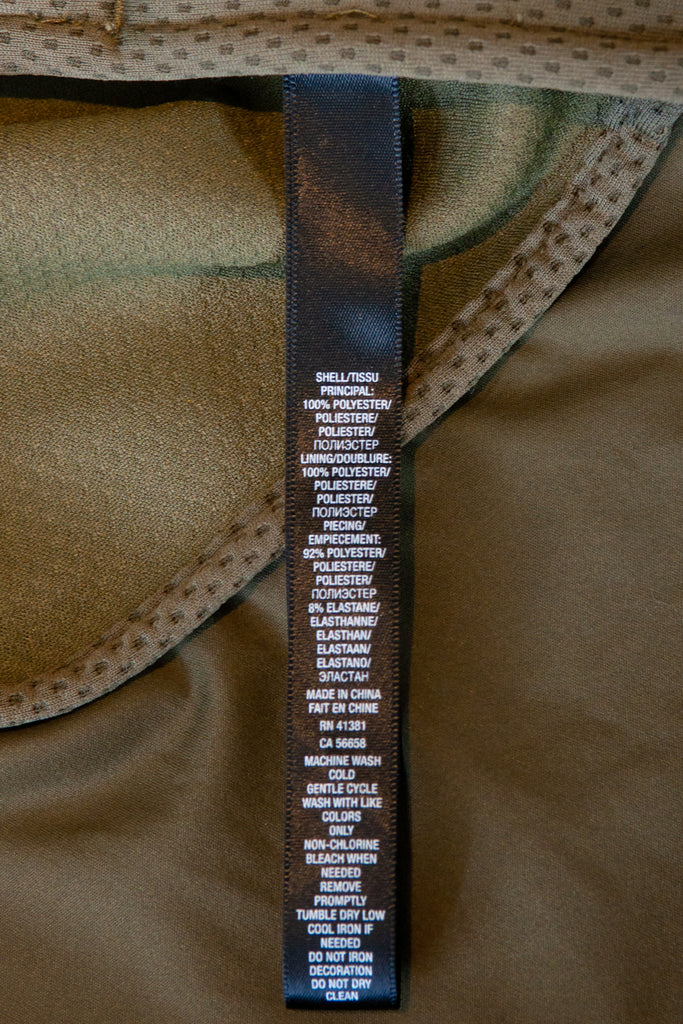 SHELL/TISSU
PRINCIPAL:
100% POLYESTER/
POLIESTERE/
POLIESTER/
ПОЛИЭСТЕР
LINING/DOUBLURE:
100% POLYESTER/
POLIESTERE/
POLIESTER/
ПОЛИЭСТЕР
PIECING/
EMPIECEMENT:
92% POLYESTER/
POLIESTERE/
POLIESTER/
ПОЛИЭСТЕР
8% ELASTANE/
ELASTHANNE/
ELASTHAN/
ELASTAAN/
ELASTANO/
ЭЛАСТАН
MADE IN CHINA
FAIT EN CHINE
RN 41381
CA 56658
MACHINE WASH
COLD
GENTLE CYCLE
WASH WITH LIKE
COLORS
ONLY
NON-CHLORINE
BLEACH WHEN
NEEDED
REMOVE
PROMPTLY
TUMBLE DRY LOW
COOL IRON IF
NEEDED
DO NOT IRON
DECORATION
DO NOT DRY
CLEAN